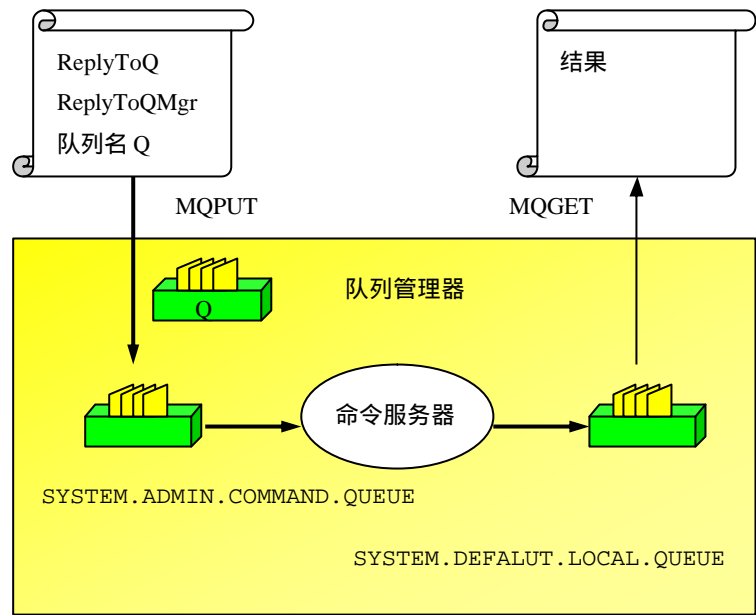 ReplyToQ
ReplyToQMgr
队列名 Q
结果
MQPUT
MQGET
队列管理器
Q
命令服务器
SYSTEM.ADMIN.COMMAND.QUEUE
SYSTEM.DEFALUT.LOCAL.QUEUE